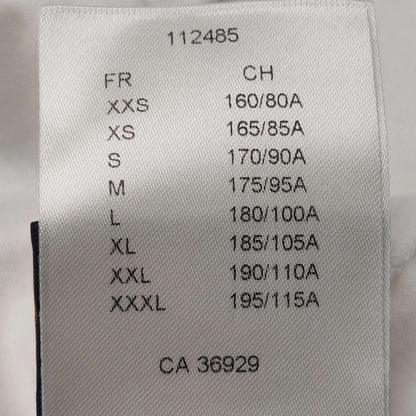 112485
FR CH
XXS 160/80A
XS 165/85A
S 170/90A
M 175/95A
L 180/100A
XL 185/105A
XXL 190/110A
XXXL 195/115A
CA 36929